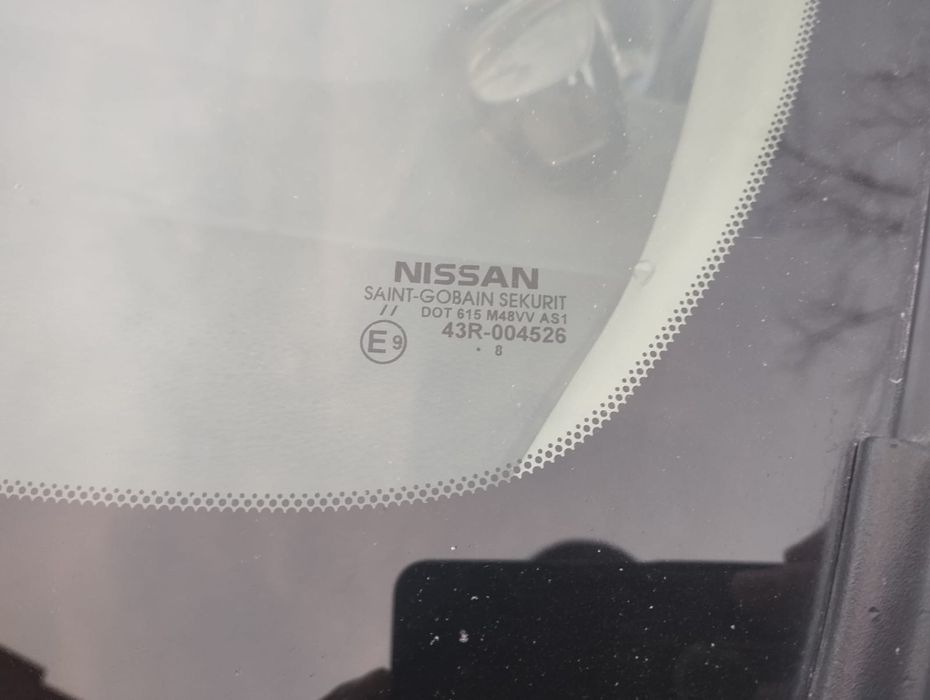 NISSAN
SAINT-GOBAIN SEKURIT
// DOT 615 M48VV AS1
E9 43R-004526
. 8